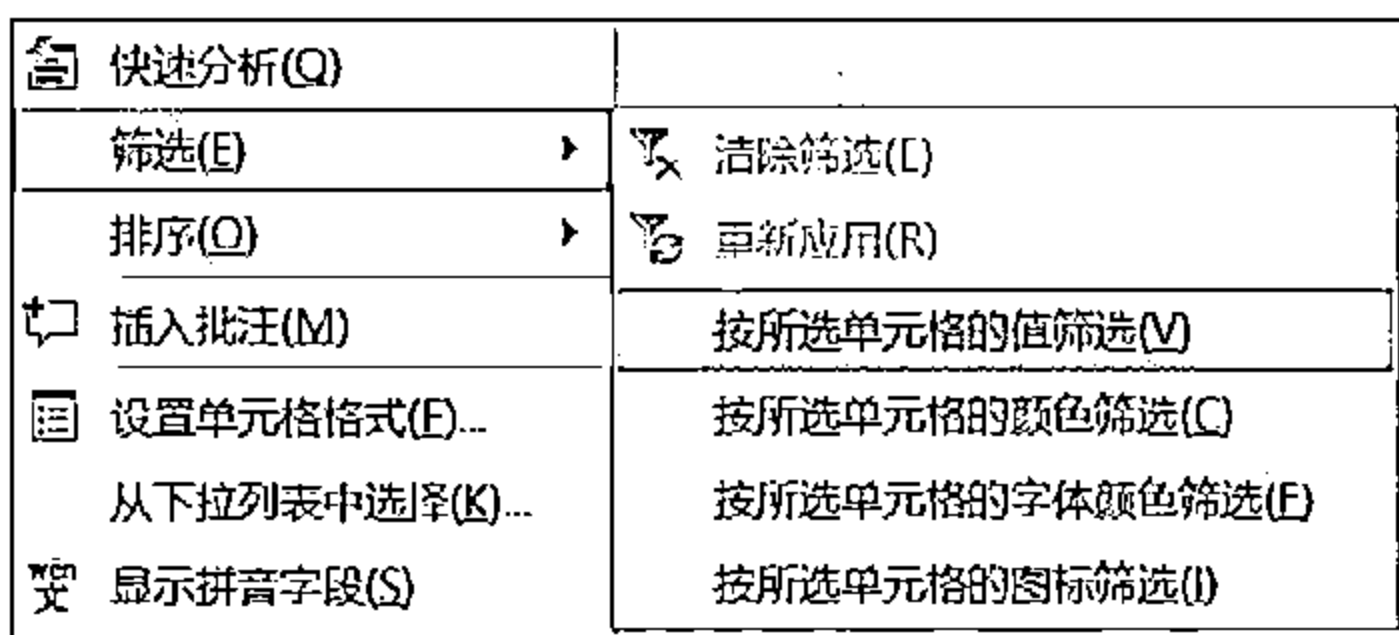 快速分析(Q)
筛选(E)
排序(O)
插入批注(M)
设置单元格格式(F)...
从下拉列表中选择(K)...
wén
文
显示拼音字段(S)
清除筛选(E)
重新应用(R)
按所选单元格的值筛选(V)
按所选单元格的颜色筛选(C)
按所选单元格的字体颜色筛选(F)
按所选单元格的图标筛选(I)